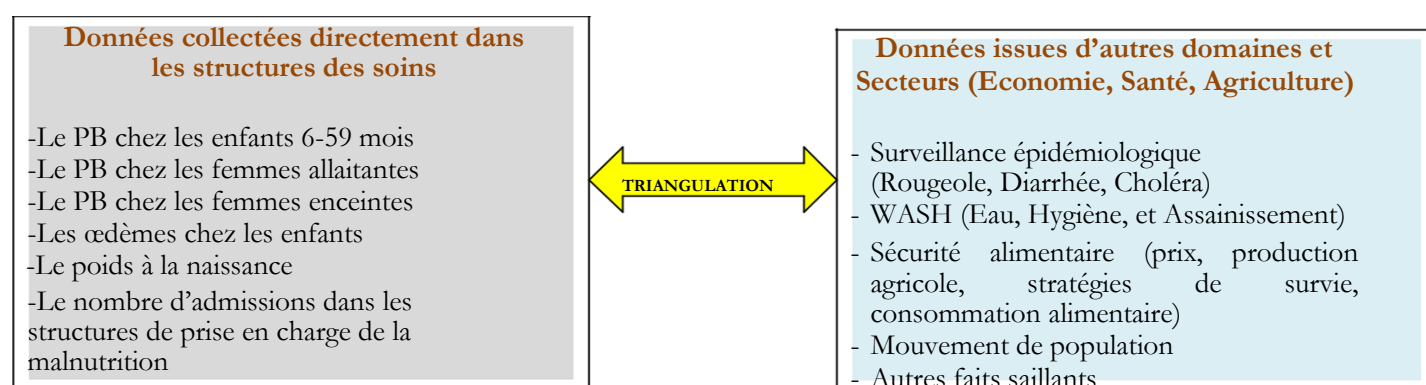 Données collectées directement dans
les structures des soins
-Le PB chez les enfants 6-59 mois
-Le PB chez les femmes allaitantes
-Le PB chez les femmes enceintes
-Les œdèmes chez les enfants
-Le poids à la naissance
-Le nombre d’admissions dans les
structures de prise en charge de la
malnutrition
TRIANGULATION
Données issues d’autres domaines et
Secteurs (Economie, Santé, Agriculture)
- Surveillance épidémiologique
(Rougeole, Diarrhée, Choléra)
- WASH (Eau, Hygiène, et Assainissement)
- Sécurité alimentaire (prix, production
agricole, stratégies de survie,
consommation alimentaire)
- Mouvement de population
- Autres faits saillants